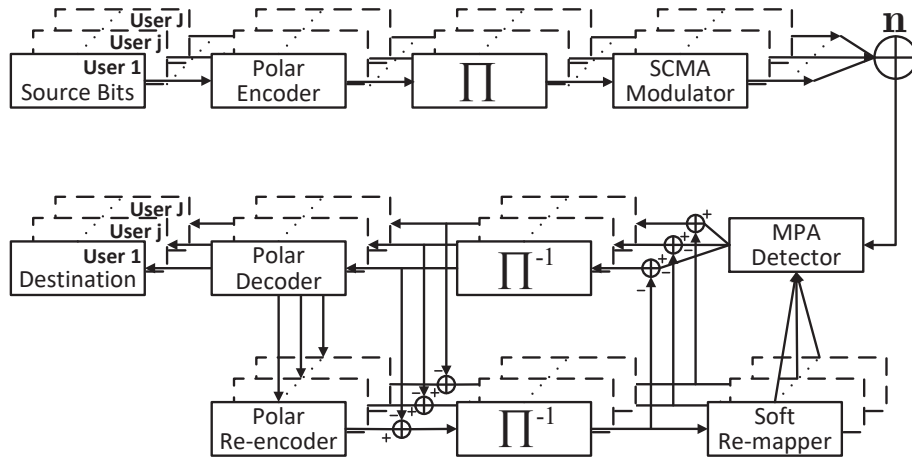 User J
User j
User 1
Source Bits
Polar
Encoder
∏
SCMA
Modulator
n
User J
User j
User 1
Destination
Polar
Decoder
∏-1
+
+
+
−
−
−
MPA
Detector
Polar
Re-encoder
−
+
−
+
−
+
∏-1
Soft
Re-mapper